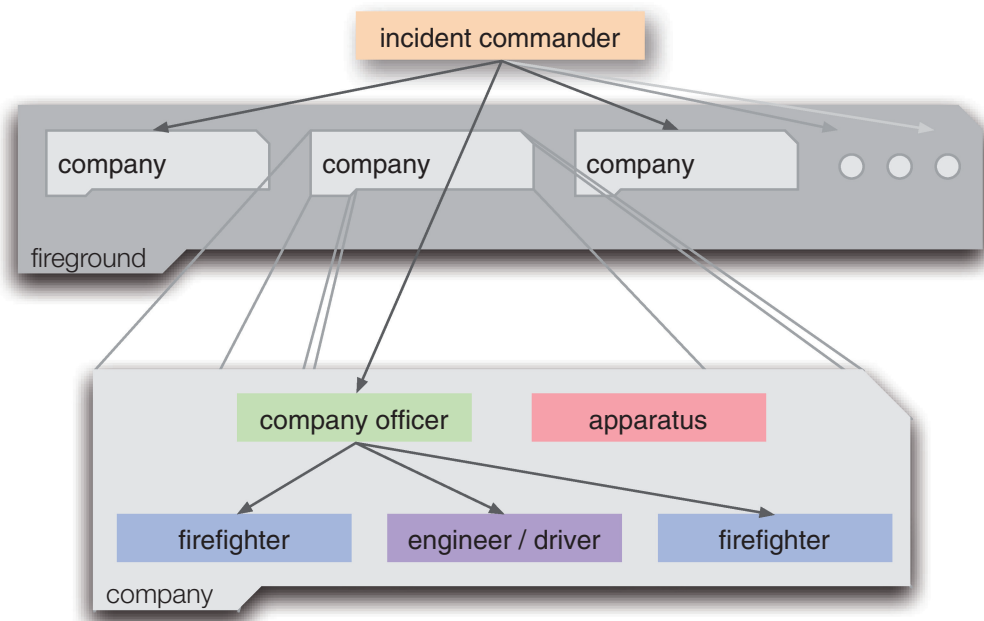 incident commander
company
company
company
fireground
company officer
apparatus
firefighter
engineer / driver
firefighter
company